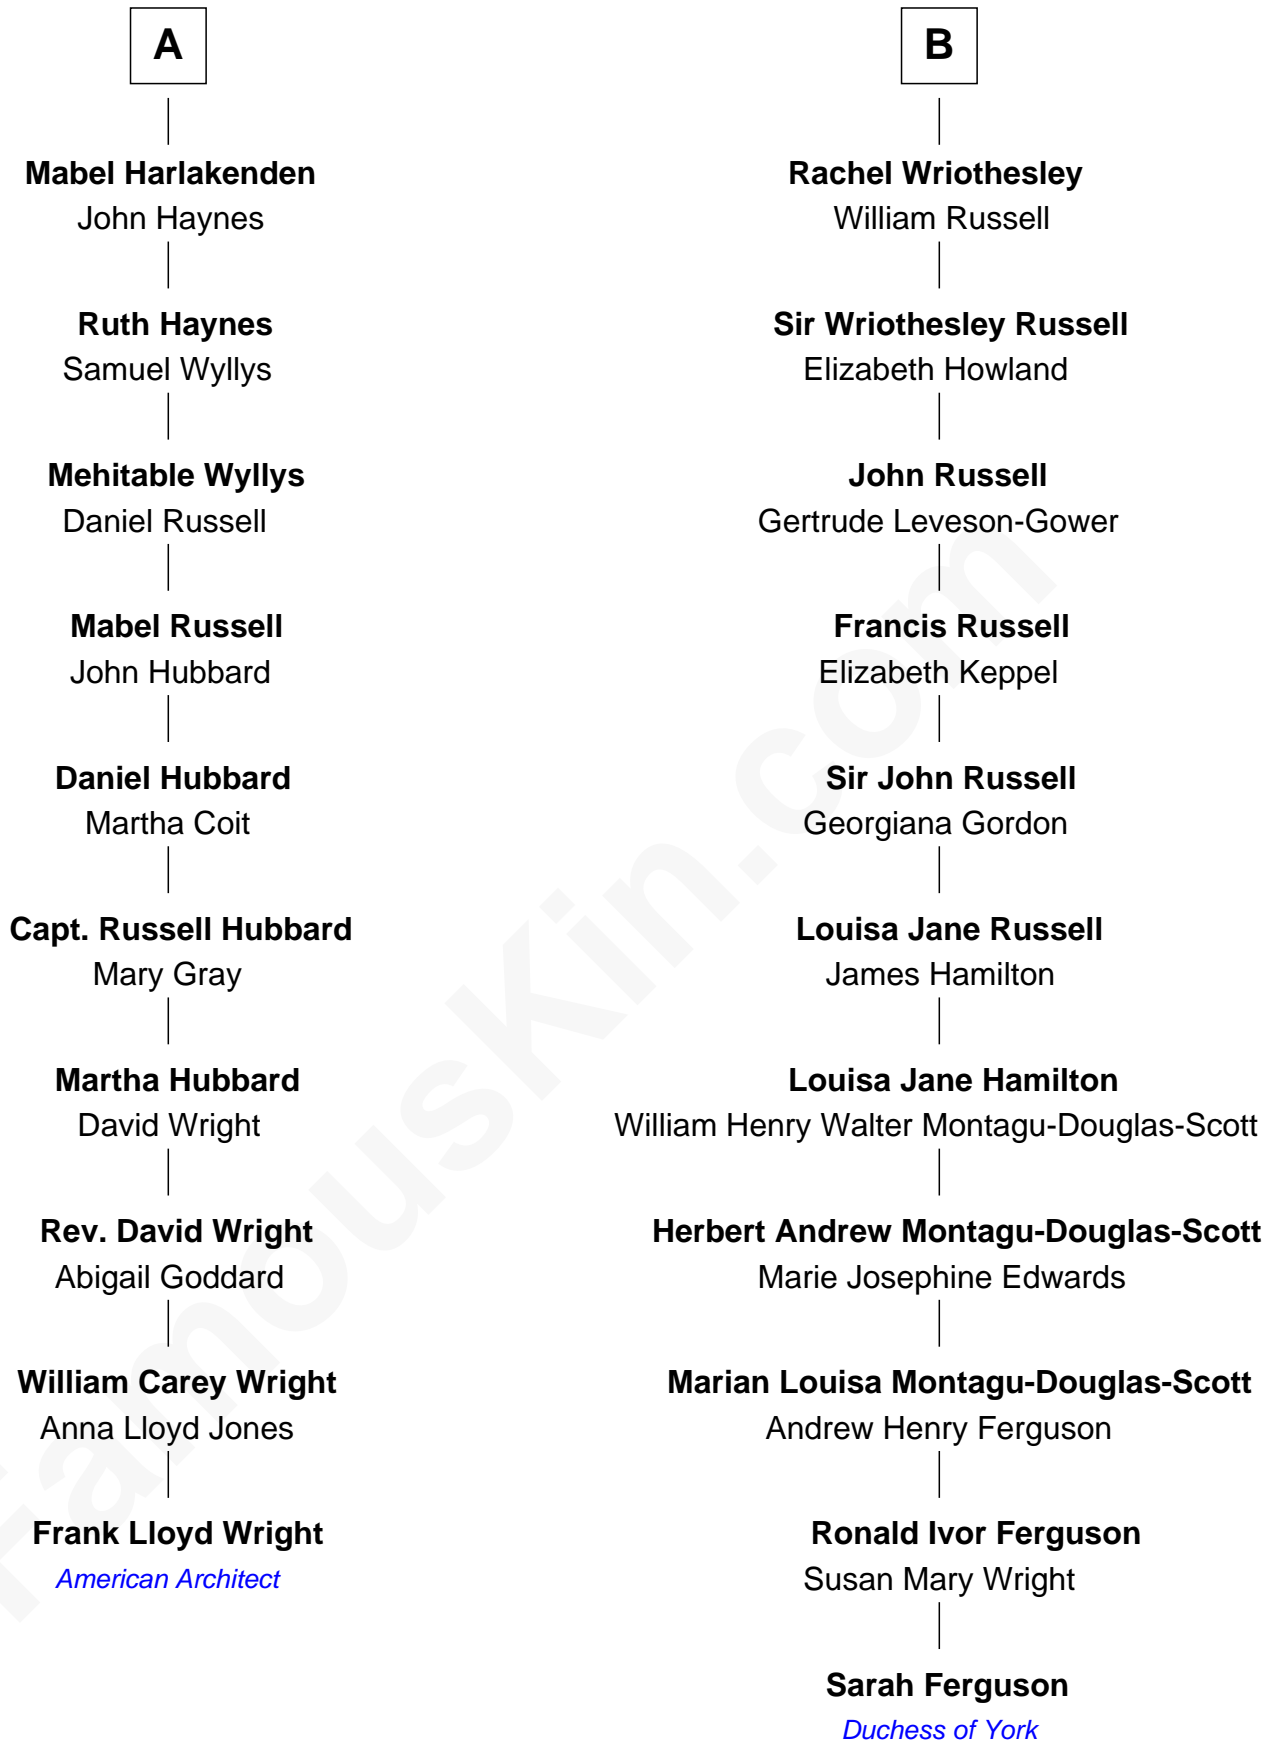 A
Mabel Harlakenden
John Haynes
Ruth Haynes
Samuel Wyllys
Mehitable Wyllys
Daniel Russell
Mabel Russell
John Hubbard
Daniel Hubbard
Martha Coit
Capt. Russell Hubbard
Mary Gray
Martha Hubbard
David Wright
Rev. David Wright
Abigail Goddard
William Carey Wright
Anna Lloyd Jones
Frank Lloyd Wright
American Architect
B
Rachel Wriothesley
William Russell
Sir Wriothesley Russell
Elizabeth Howland
John Russell
Gertrude Leveson-Gower
Francis Russell
Elizabeth Keppel
Sir John Russell
Georgiana Gordon
Louisa Jane Russell
James Hamilton
Louisa Jane Hamilton
William Henry Walter Montagu-Douglas-Scott
Herbert Andrew Montagu-Douglas-Scott
Marie Josephine Edwards
Marian Louisa Montagu-Douglas-Scott
Andrew Henry Ferguson
Ronald Ivor Ferguson
Susan Mary Wright
Sarah Ferguson
Duchess of York
FamousKin.com